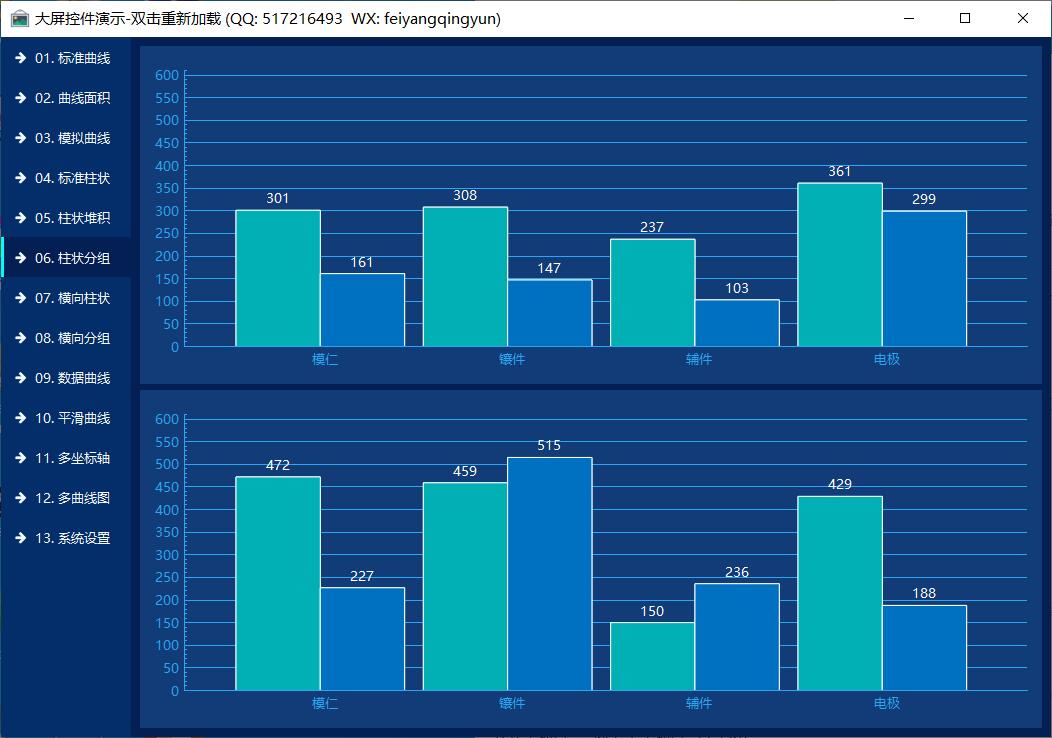 大屏控件演示-双击重新加载 (QQ: 517216493  WX: feiyangqingyun)
01. 标准曲线
02. 曲线面积
03. 模拟曲线
04. 标准柱状
05. 柱状堆积
06. 柱状分组
07. 横向柱状
08. 横向分组
09. 数据曲线
10. 平滑曲线
11. 多坐标轴
12. 多曲线图
13. 系统设置
600
550
500
450
400
350
300
250
200
150
100
50
0
301
161
308
147
237
103
361
299
模仁
镶件
辅件
电极
600
550
500
450
400
350
300
250
200
150
100
50
0
472
227
459
515
150
236
429
188
模仁
镶件
辅件
电极